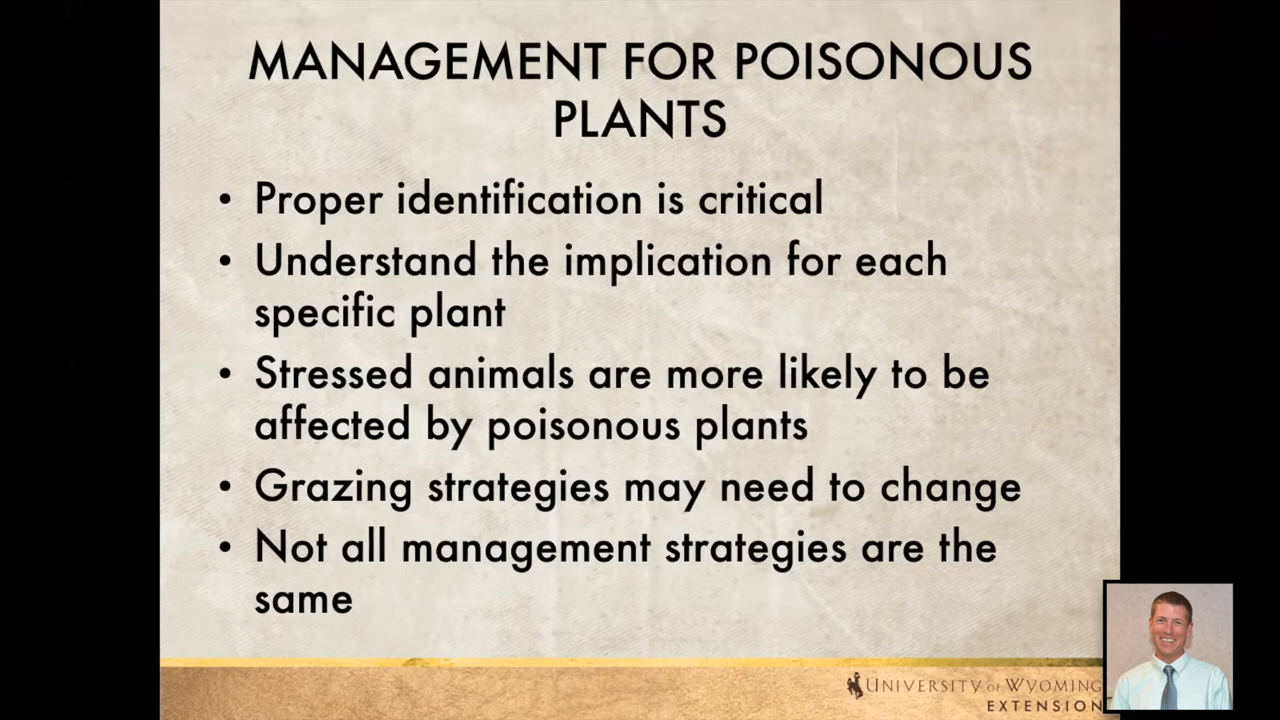 MANAGEMENT FOR POISONOUS
PLANTS
• Proper identification is critical
• Understand the implication for each
specific plant
• Stressed animals are more likely to be
affected by poisonous plants
• Grazing strategies may need to change
• Not all management strategies are the
same
UNIVERSITY OF WYOMING
EXTENSION